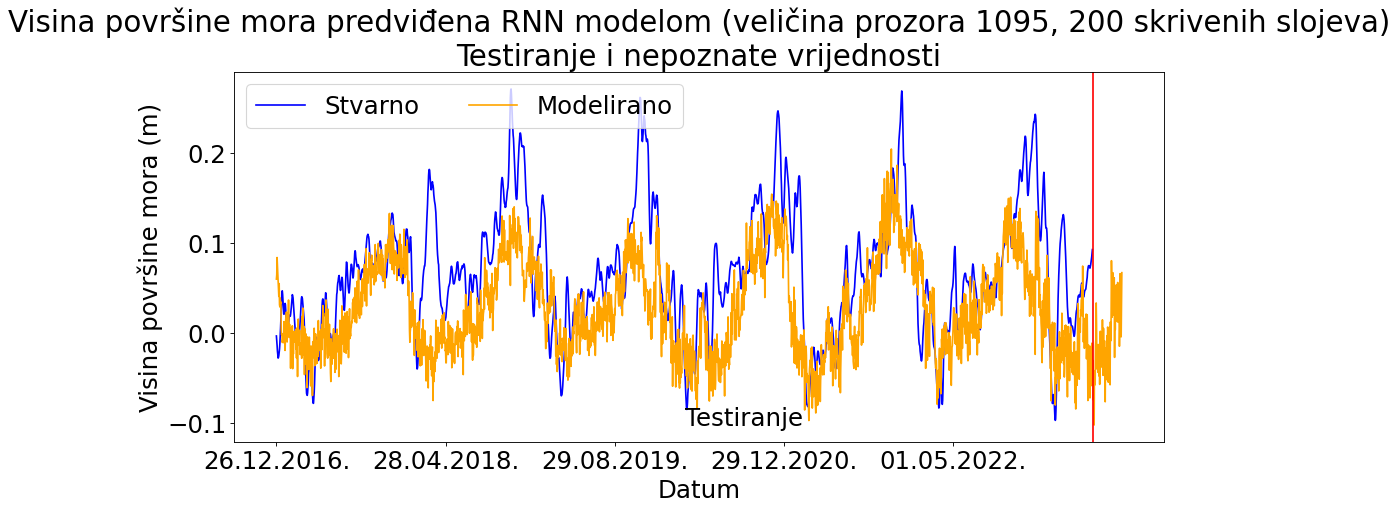 Visina površine mora predviđena RNN modelom (veličina prozora 1095, 200 skrivenih slojeva)
Testiranje i nepoznate vrijednosti
Stvarno
Modelirano
Visina površine mora (m)
0.2
0.1
0.0
−0.1
Testiranje
26.12.2016.
28.04.2018.
29.08.2019.
29.12.2020.
01.05.2022.
Datum